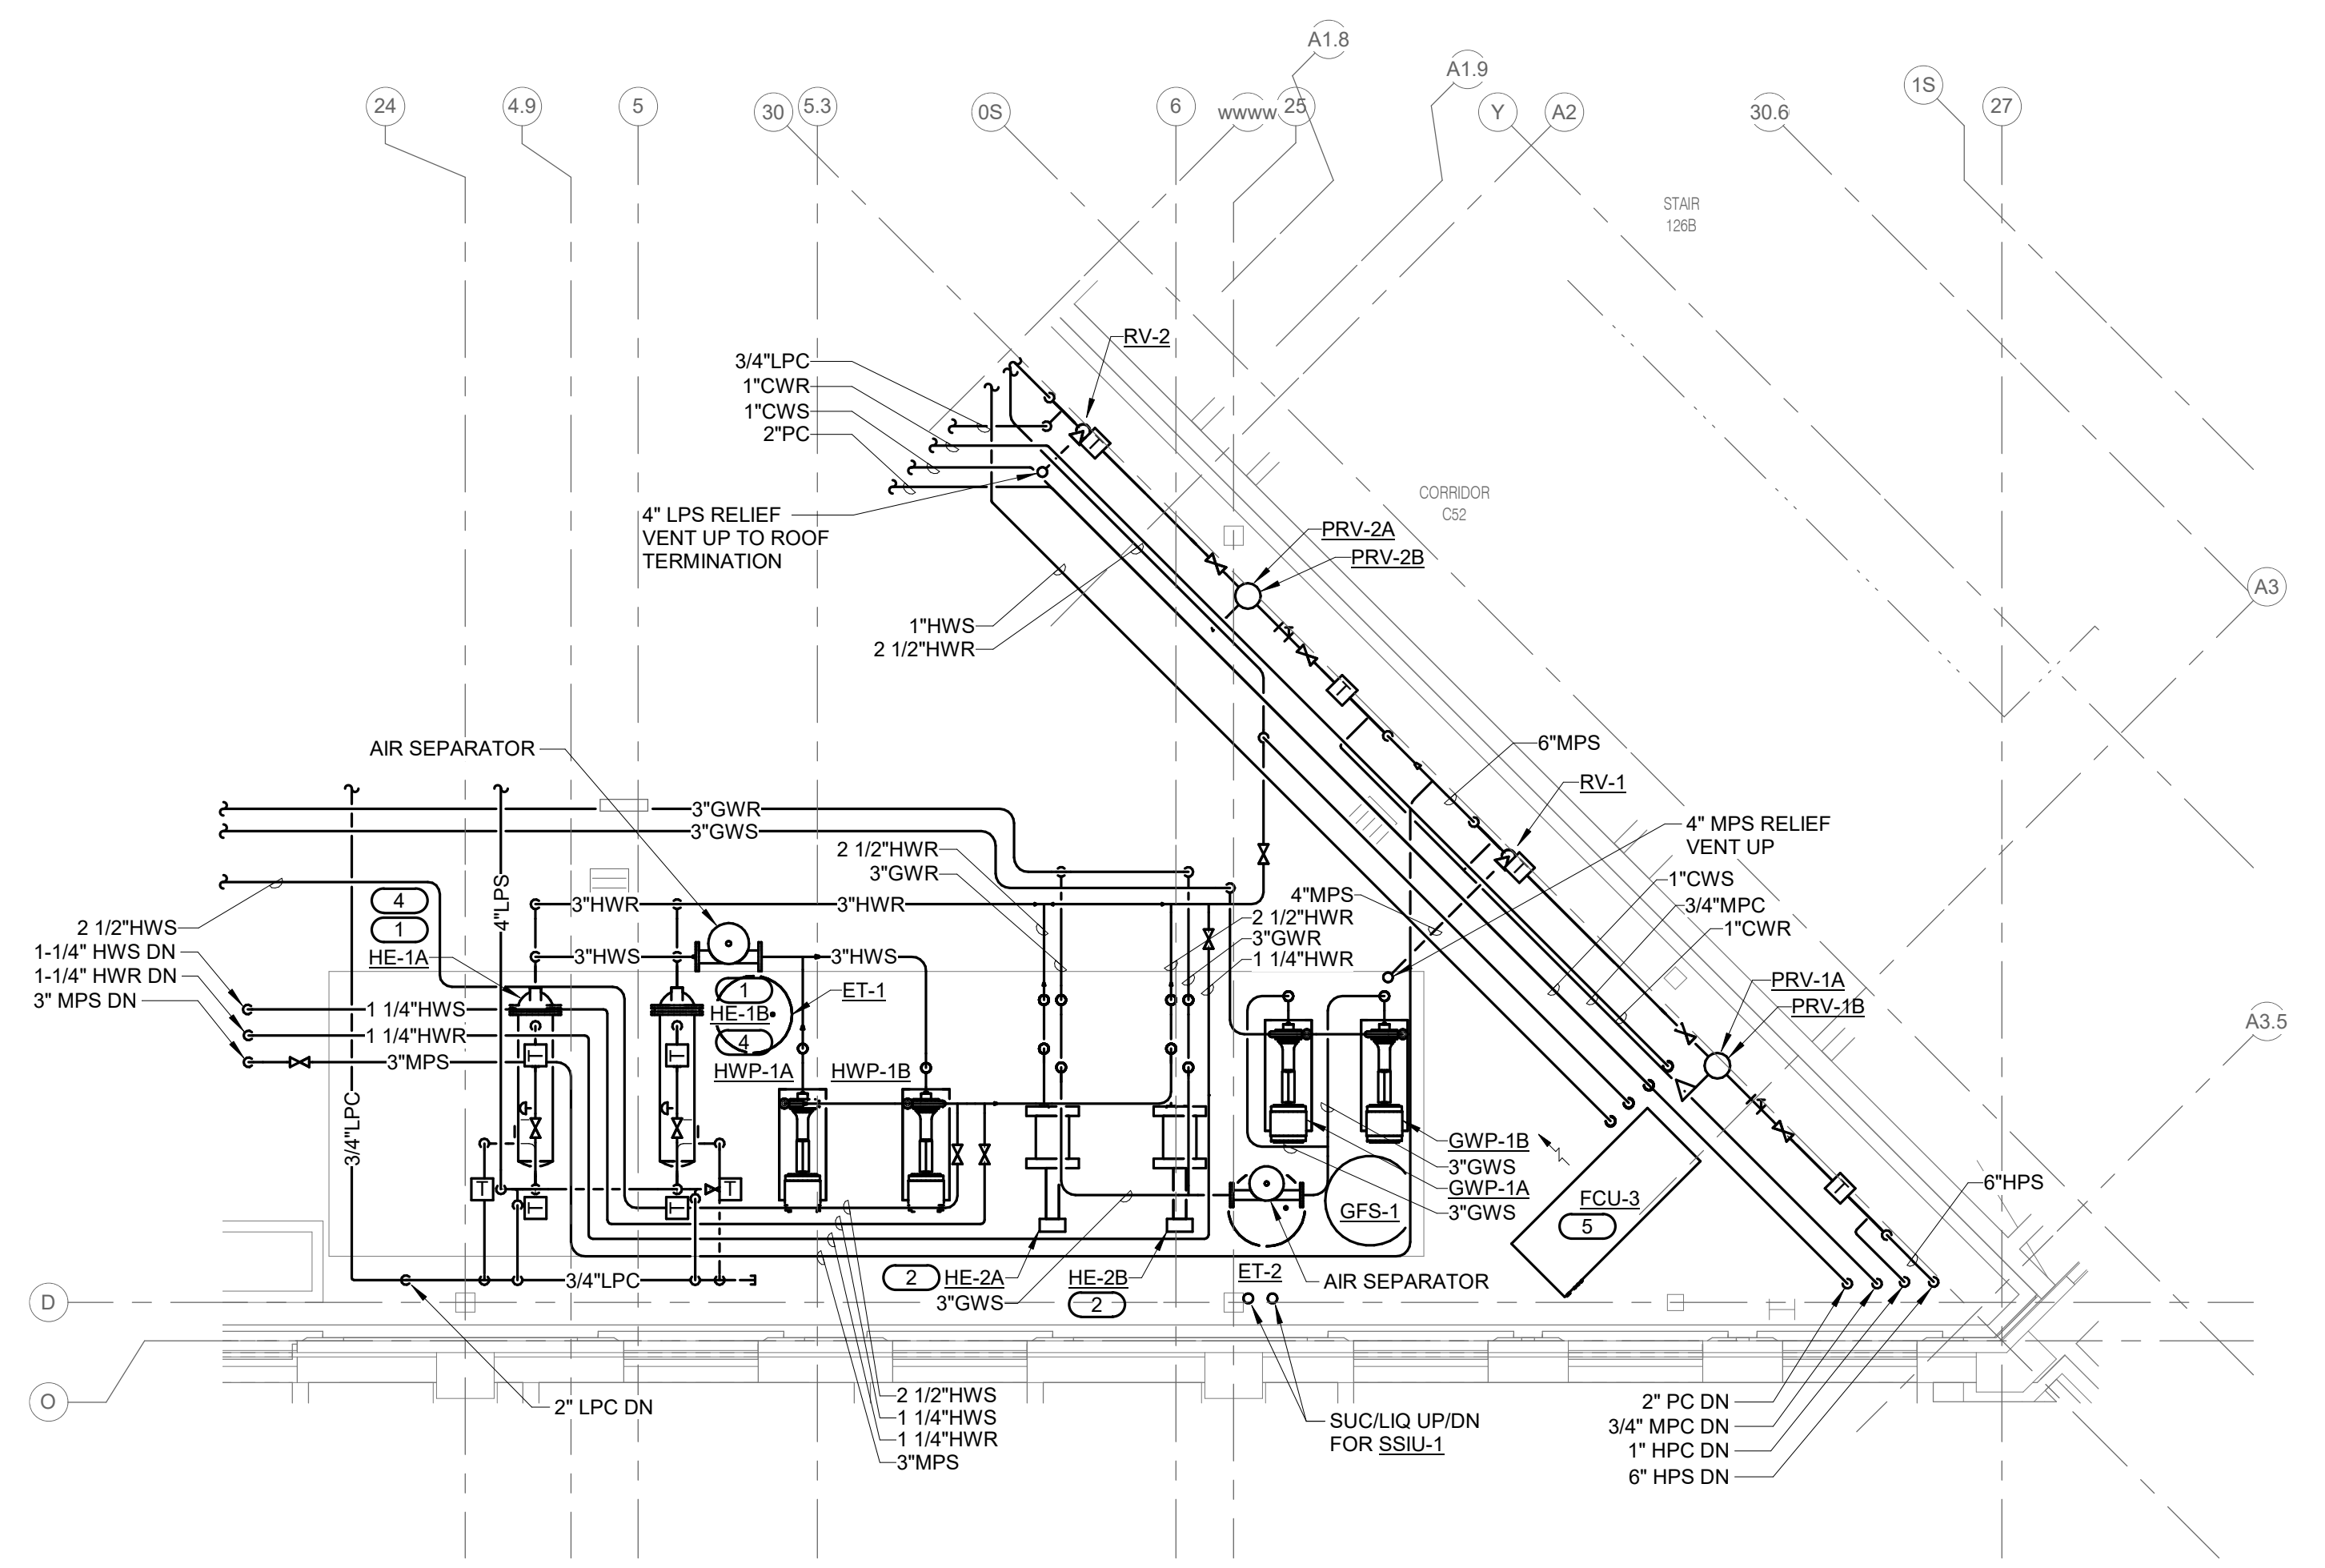 A1.8
A1.9
1S
24
4.9
5
30
5.3
0S
6
wwww
25
Y
A2
30.6
27
STAIR
126B
RV-2
3/4"LPC
1"CWR
1"CWS
2"PC
CORRIDOR
C52
4" LPS RELIEF
VENT UP TO ROOF
TERMINATION
PRV-2A
PRV-2B
A3
1"HWS
2 1/2"HWR
AIR SEPARATOR
6"MPS
RV-1
3"GWR
3"GWS
4" MPS RELIEF
VENT UP
2 1/2"HWR
3"GWR
1"CWS
3/4"MPC
1"CWR
4"LPS
4
1
3"HWR
3"HWR
4"MPS
2 1/2"HWR
3"GWR
1 1/4"HWR
2 1/2"HWS
1-1/4" HWS DN
1-1/4" HWR DN
3" MPS DN
HE-1A
3"HWS
3"HWS
1
HE-1B
4
ET-1
PRV-1A
PRV-1B
A3.5
1 1/4"HWS
1 1/4"HWR
3"MPS
T
T
T
T
T
T
T
T
T
T
T
HWP-1A
HWP-1B
3/4"LPC
GWP-1B
3"GWS
GWP-1A
3"GWS
GFS-1
FCU-3
5
6"HPS
3/4"LPC
2
HE-2A
3"GWS
HE-2B
2
ET-2
AIR SEPARATOR
D
O
2" LPC DN
2 1/2"HWS
1 1/4"HWS
1 1/4"HWR
3"MPS
SUC/LIQ UP/DN
FOR SSIU-1
2" PC DN
3/4" MPC DN
1" HPC DN
6" HPS DN